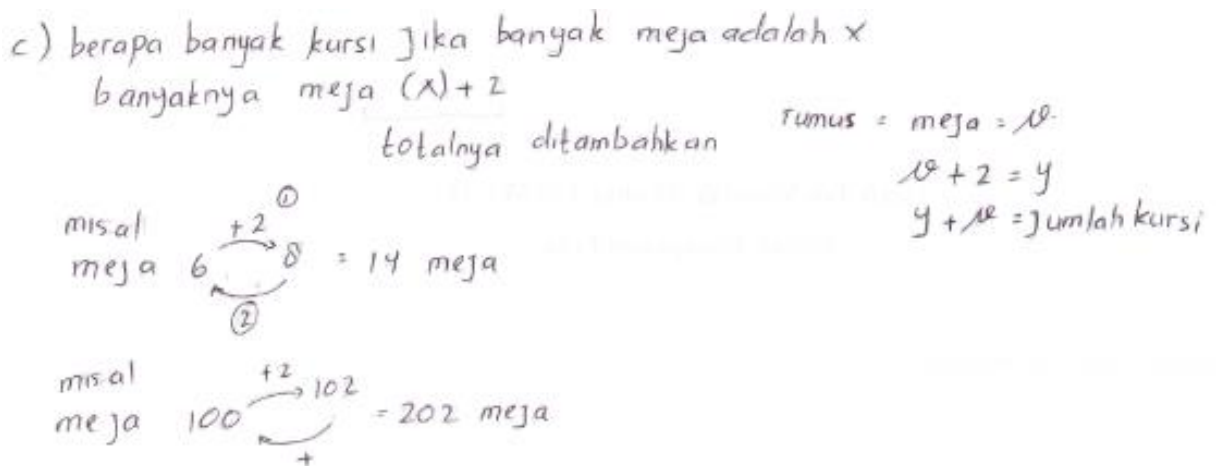 c) berapa banyak kursi Jika banyak meja adalah x
banyaknya meja (x) + 2
totalnya ditambahkan
rumus = meja = v
v + 2 = y
y + v = Jumlah kursi
misal
meja 6 +2 ① 8 = 14 meja
②
misal
meja 100 +2 102 = 202 meja
+